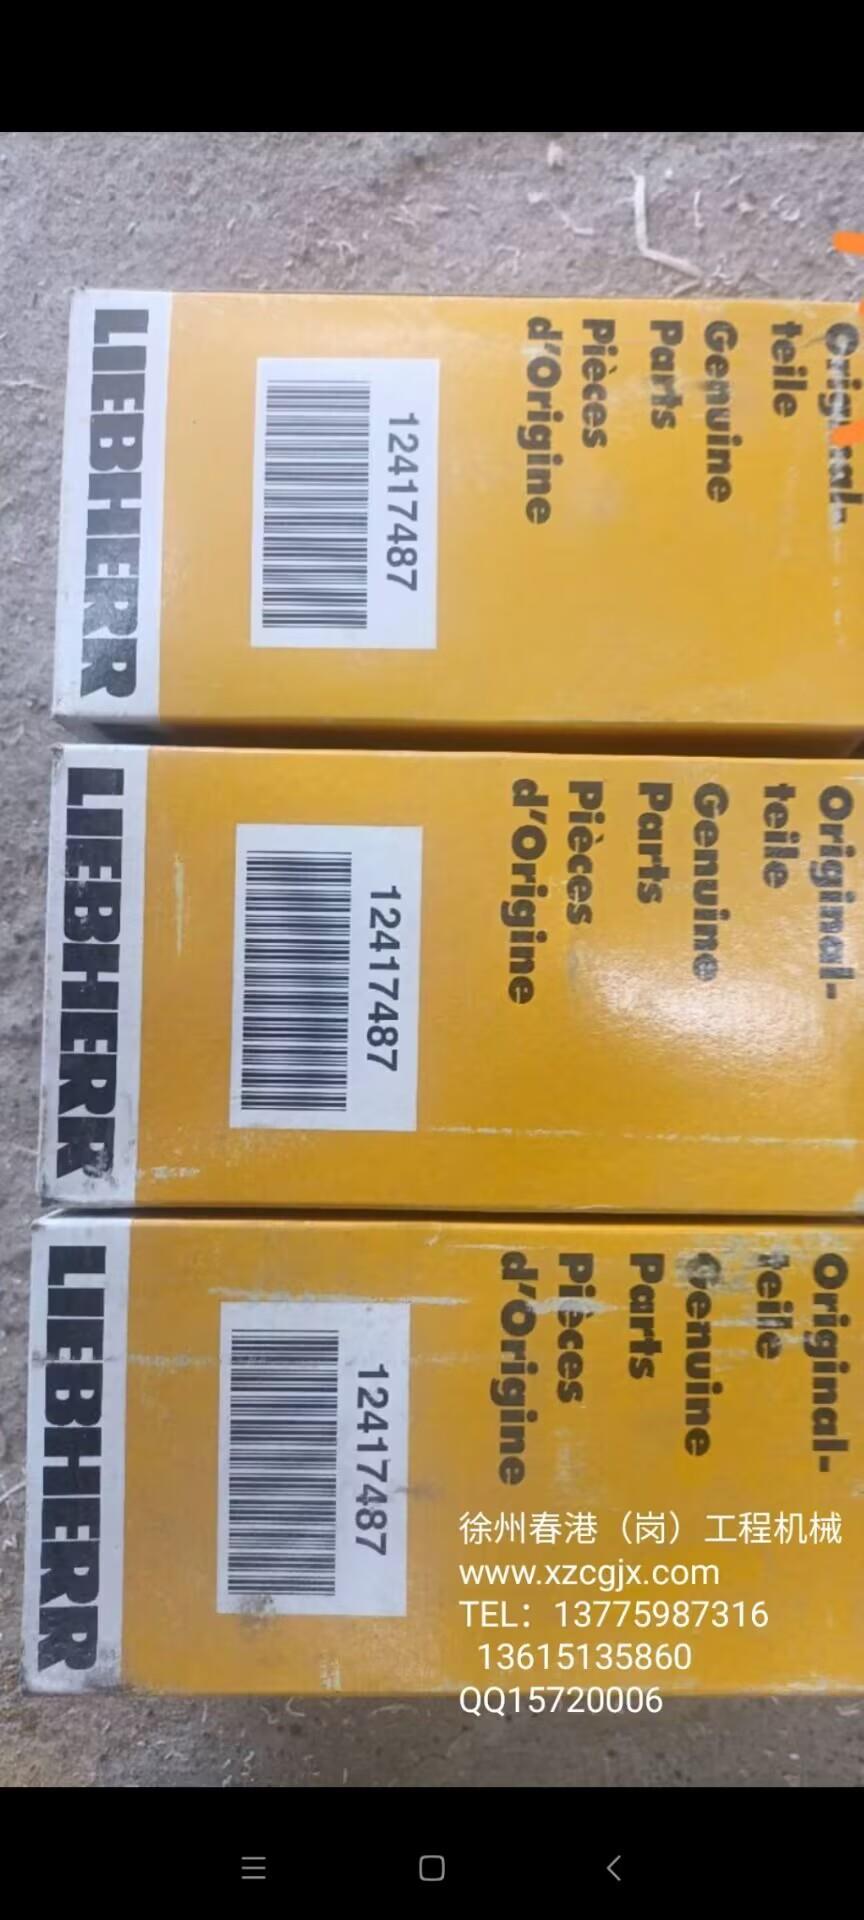 LIEBHERR
12417487
Original-
teile
Genuine
Parts
Pièces
d'Origine
LIEBHERR
12417487
Original-
teile
Genuine
Parts
Pièces
d'Origine
LIEBHERR
12417487
Original-
teile
Genuine
Parts
Pièces
d'Origine
徐州春港（岗）工程机械
www.xzcgjx.com
TEL：13775987316
13615135860
QQ15720006